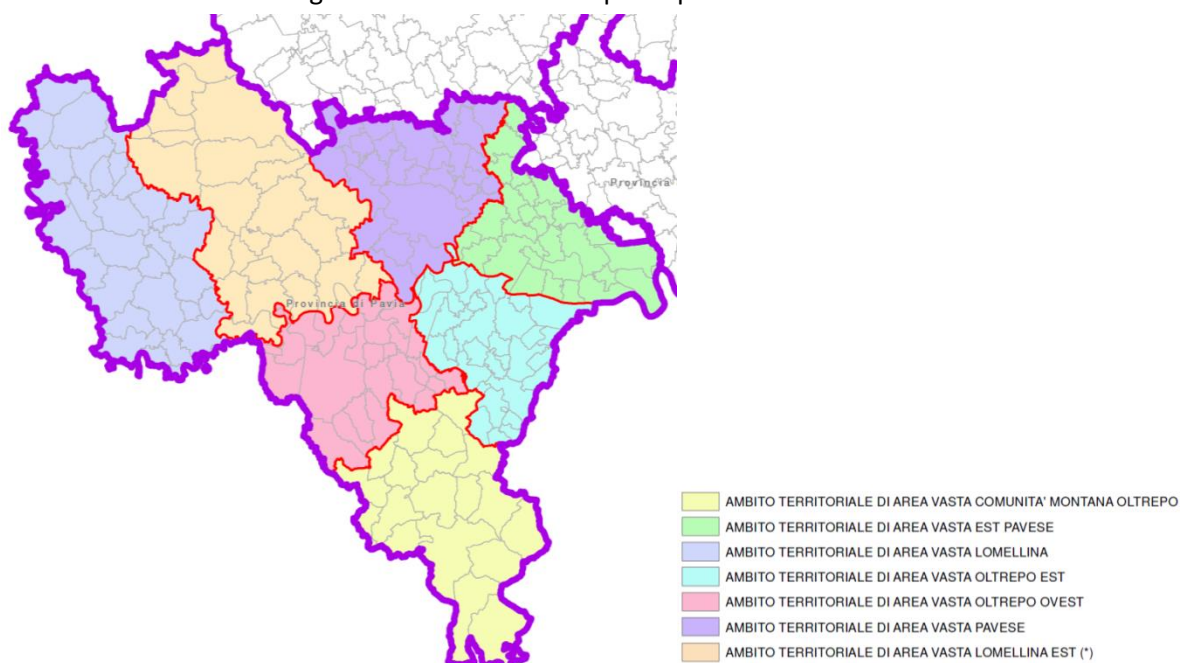 Provincia
Provincia di Pavia
AMBITO TERRITORIALE DI AREA VASTA COMUNITA' MONTANA OLTREPO
AMBITO TERRITORIALE DI AREA VASTA EST PAVESE
AMBITO TERRITORIALE DI AREA VASTA LOMELLINA
AMBITO TERRITORIALE DI AREA VASTA OLTREPO EST
AMBITO TERRITORIALE DI AREA VASTA OLTREPO OVEST
AMBITO TERRITORIALE DI AREA VASTA PAVESE
AMBITO TERRITORIALE DI AREA VASTA LOMELLINA EST (*)